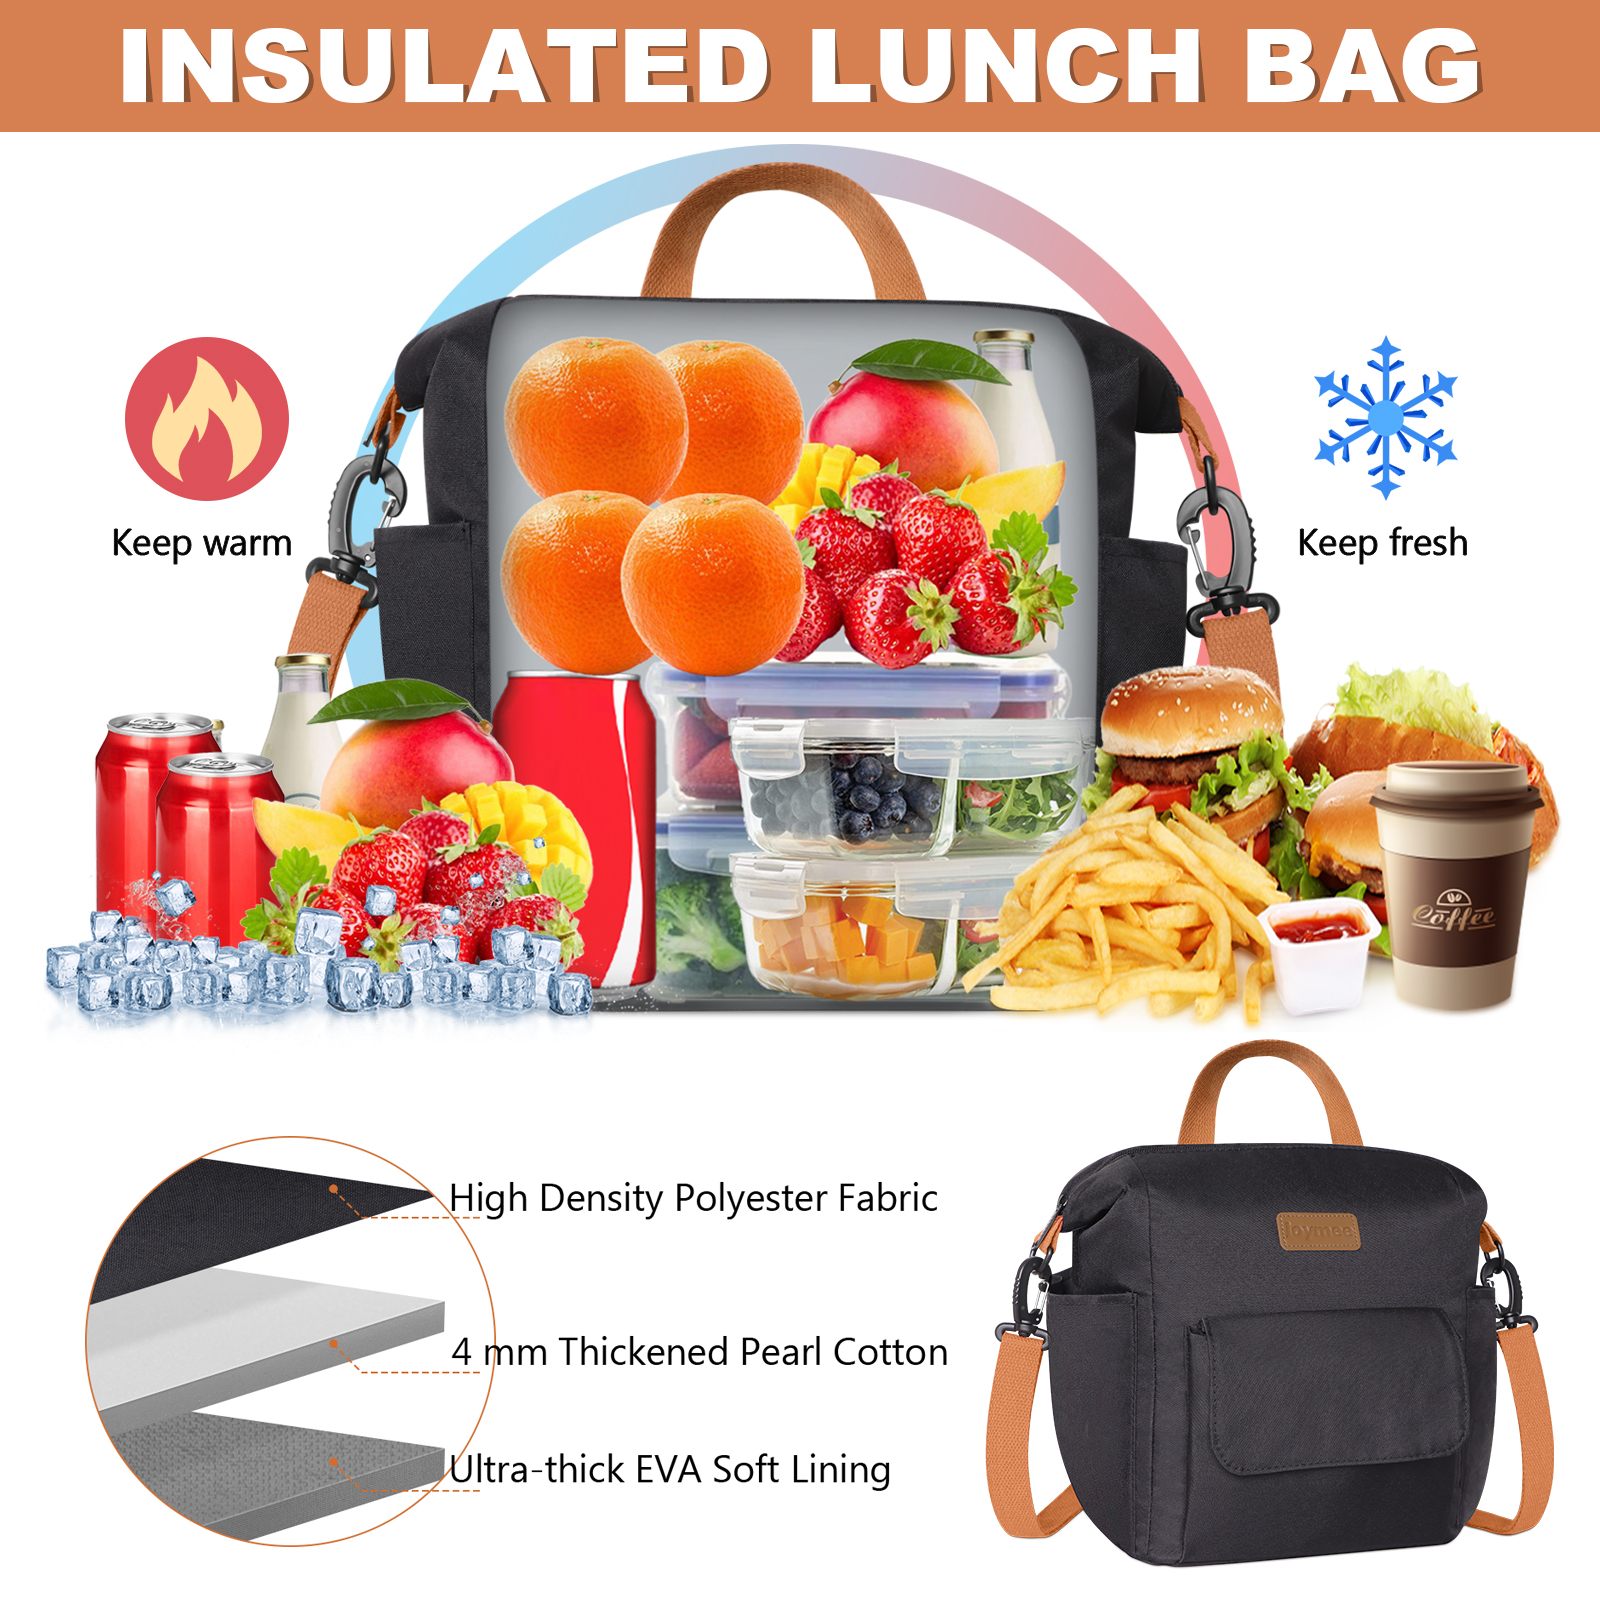 INSULATED LUNCH BAG
Keep warm
Keep fresh
Coffee
High Density Polyester Fabric
4 mm Thickened Pearl Cotton
Ultra-thick EVA Soft Lining
Joymee